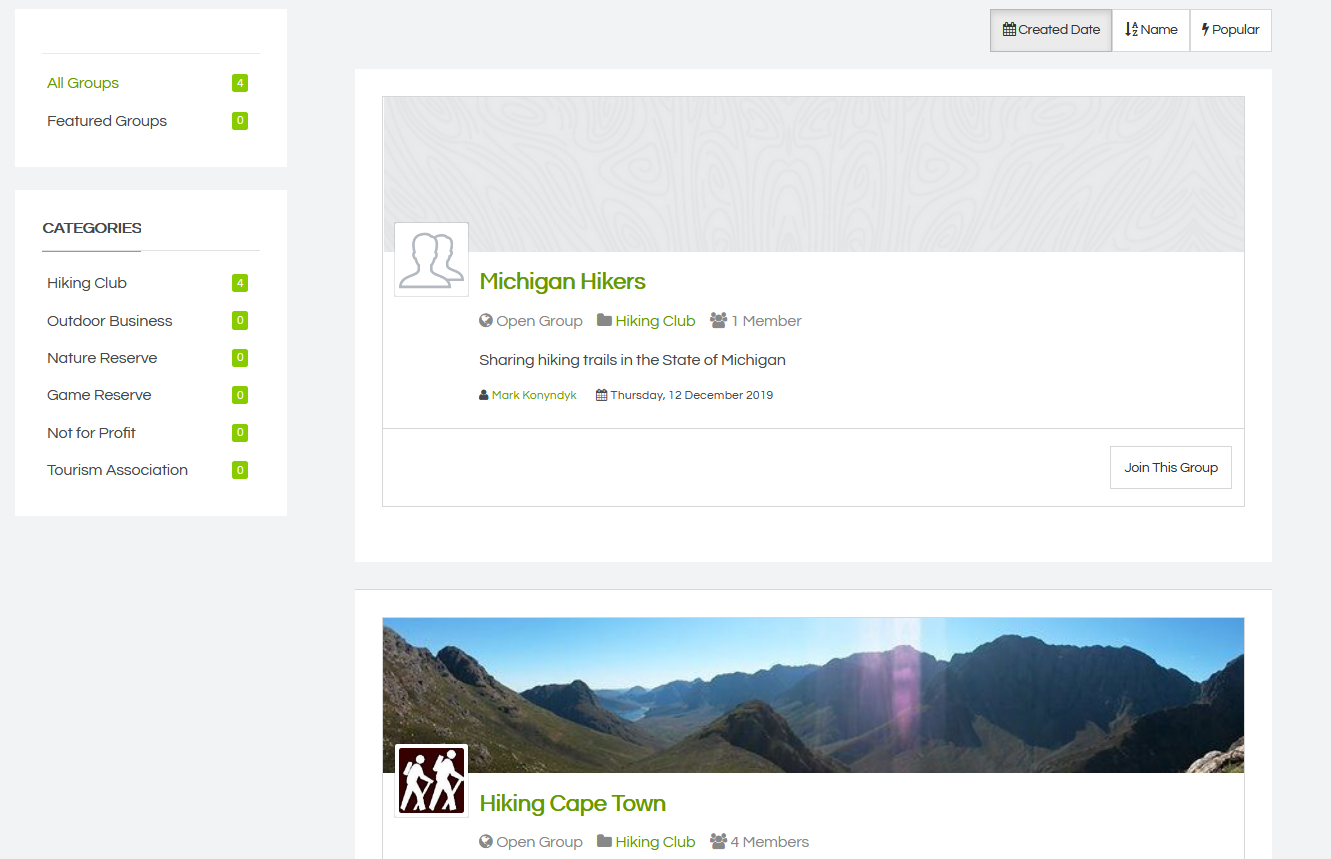 All Groups 4
Featured Groups 0
CATEGORIES
Hiking Club 4
Outdoor Business 0
Nature Reserve 0
Game Reserve 0
Not for Profit 0
Tourism Association 0
Created Date Name Popular
Michigan Hikers
Open Group Hiking Club 1 Member
Sharing hiking trails in the State of Michigan
Mark Konyndyk Thursday, 12 December 2019
Join This Group
Hiking Cape Town
Open Group Hiking Club 4 Members